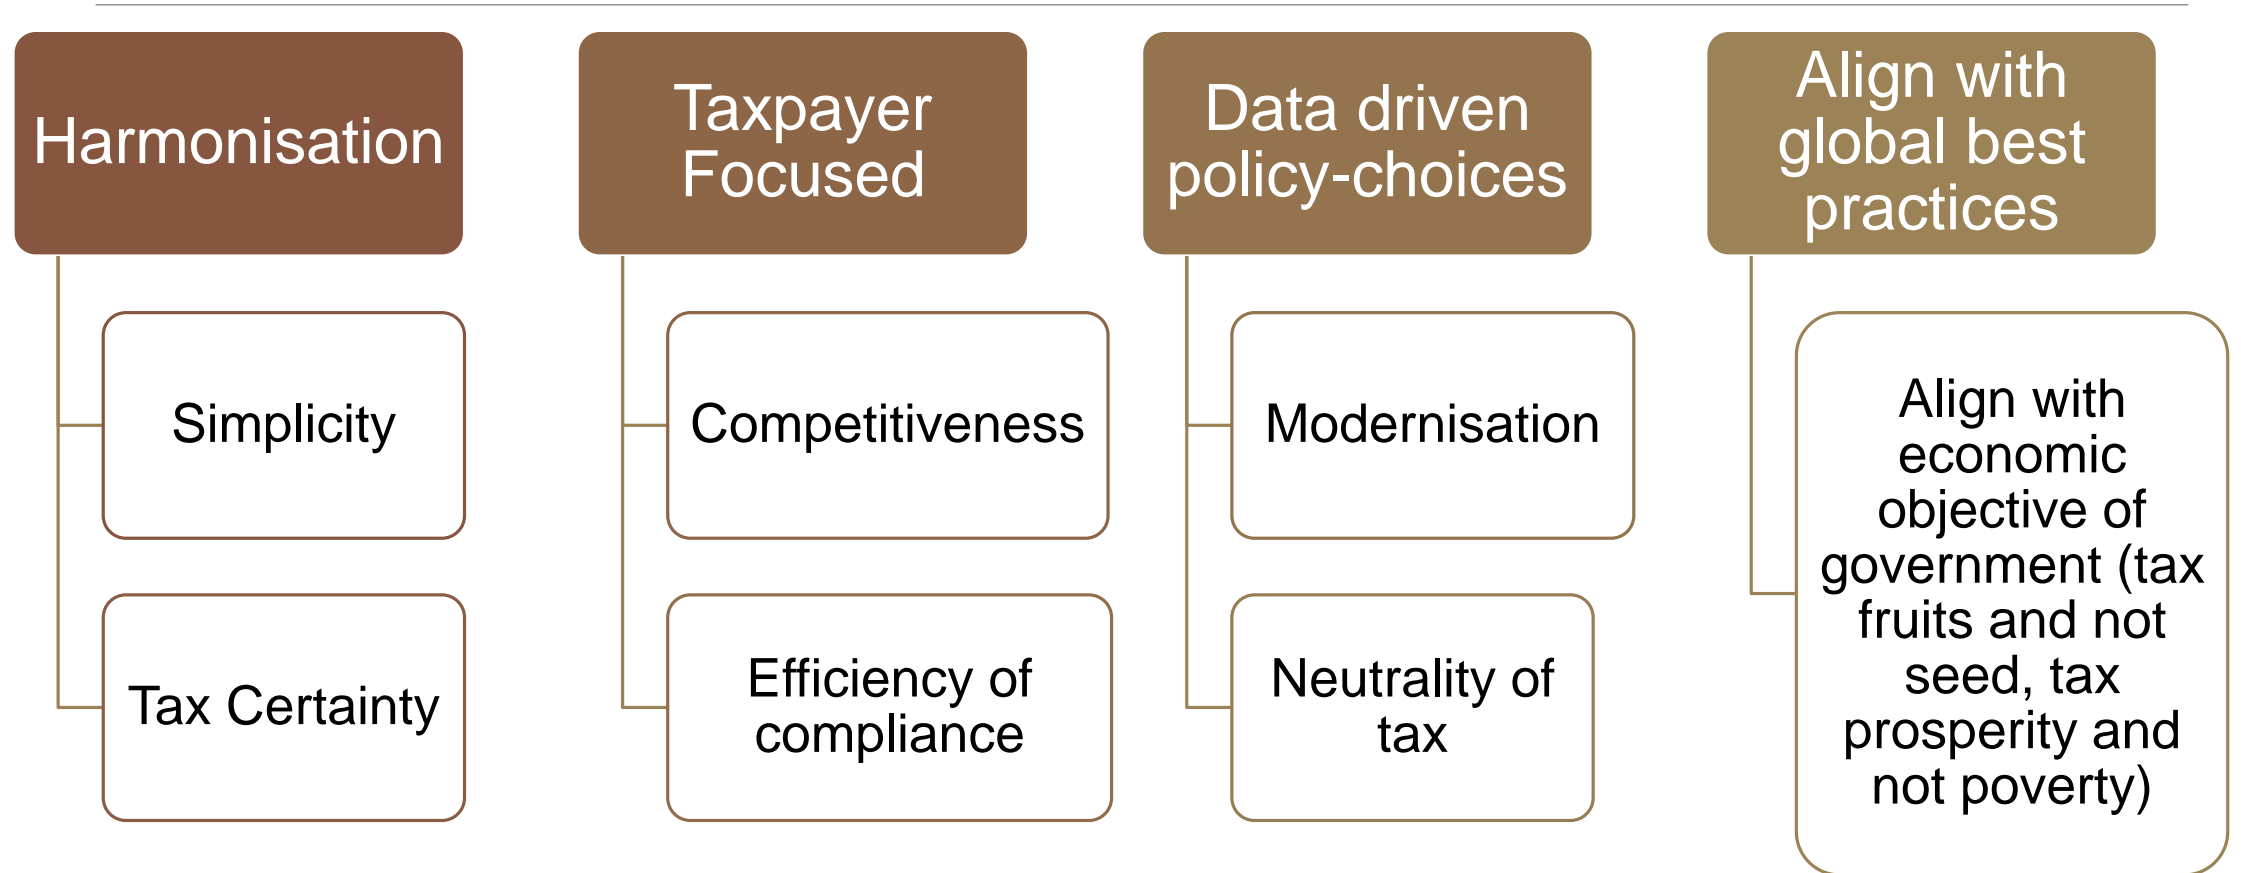 Harmonisation
Simplicity
Tax Certainty
Taxpayer
Focused
Competitiveness
Efficiency of
compliance
Data driven
policy-choices
Modernisation
Neutrality of
tax
Align with
global best
practices
Align with
economic
objective of
government (tax
fruits and not
seed, tax
prosperity and
not poverty)